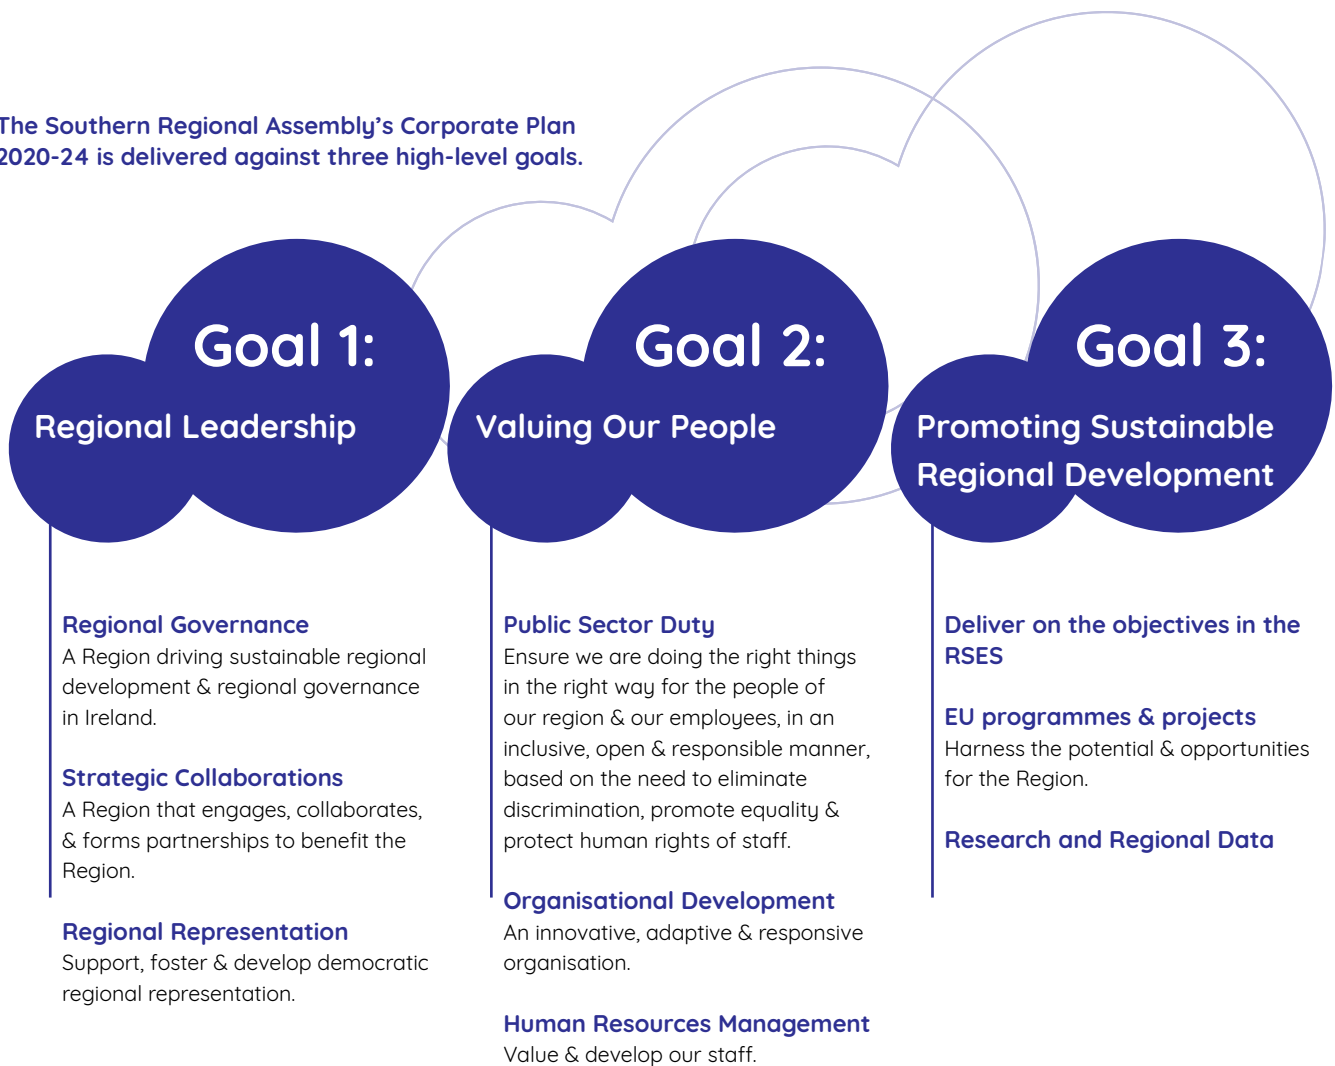 The Southern Regional Assembly's Corporate Plan
2020-24 is delivered against three high-level goals.
Goal 1:
Regional Leadership
Regional Governance
A Region driving sustainable regional
development & regional governance
in Ireland.
Strategic Collaborations
A Region that engages, collaborates,
& forms partnerships to benefit the
Region.
Regional Representation
Support, foster & develop democratic
regional representation.
Goal 2:
Valuing Our People
Public Sector Duty
Ensure we are doing the right things
in the right way for the people of
our region & our employees, in an
inclusive, open & responsible manner,
based on the need to eliminate
discrimination, promote equality &
protect human rights of staff.
Organisational Development
An innovative, adaptive & responsive
organisation.
Human Resources Management
Value & develop our staff.
Goal 3:
Promoting Sustainable
Regional Development
Deliver on the objectives in the
RSES
EU programmes & projects
Harness the potential & opportunities
for the Region.
Research and Regional Data